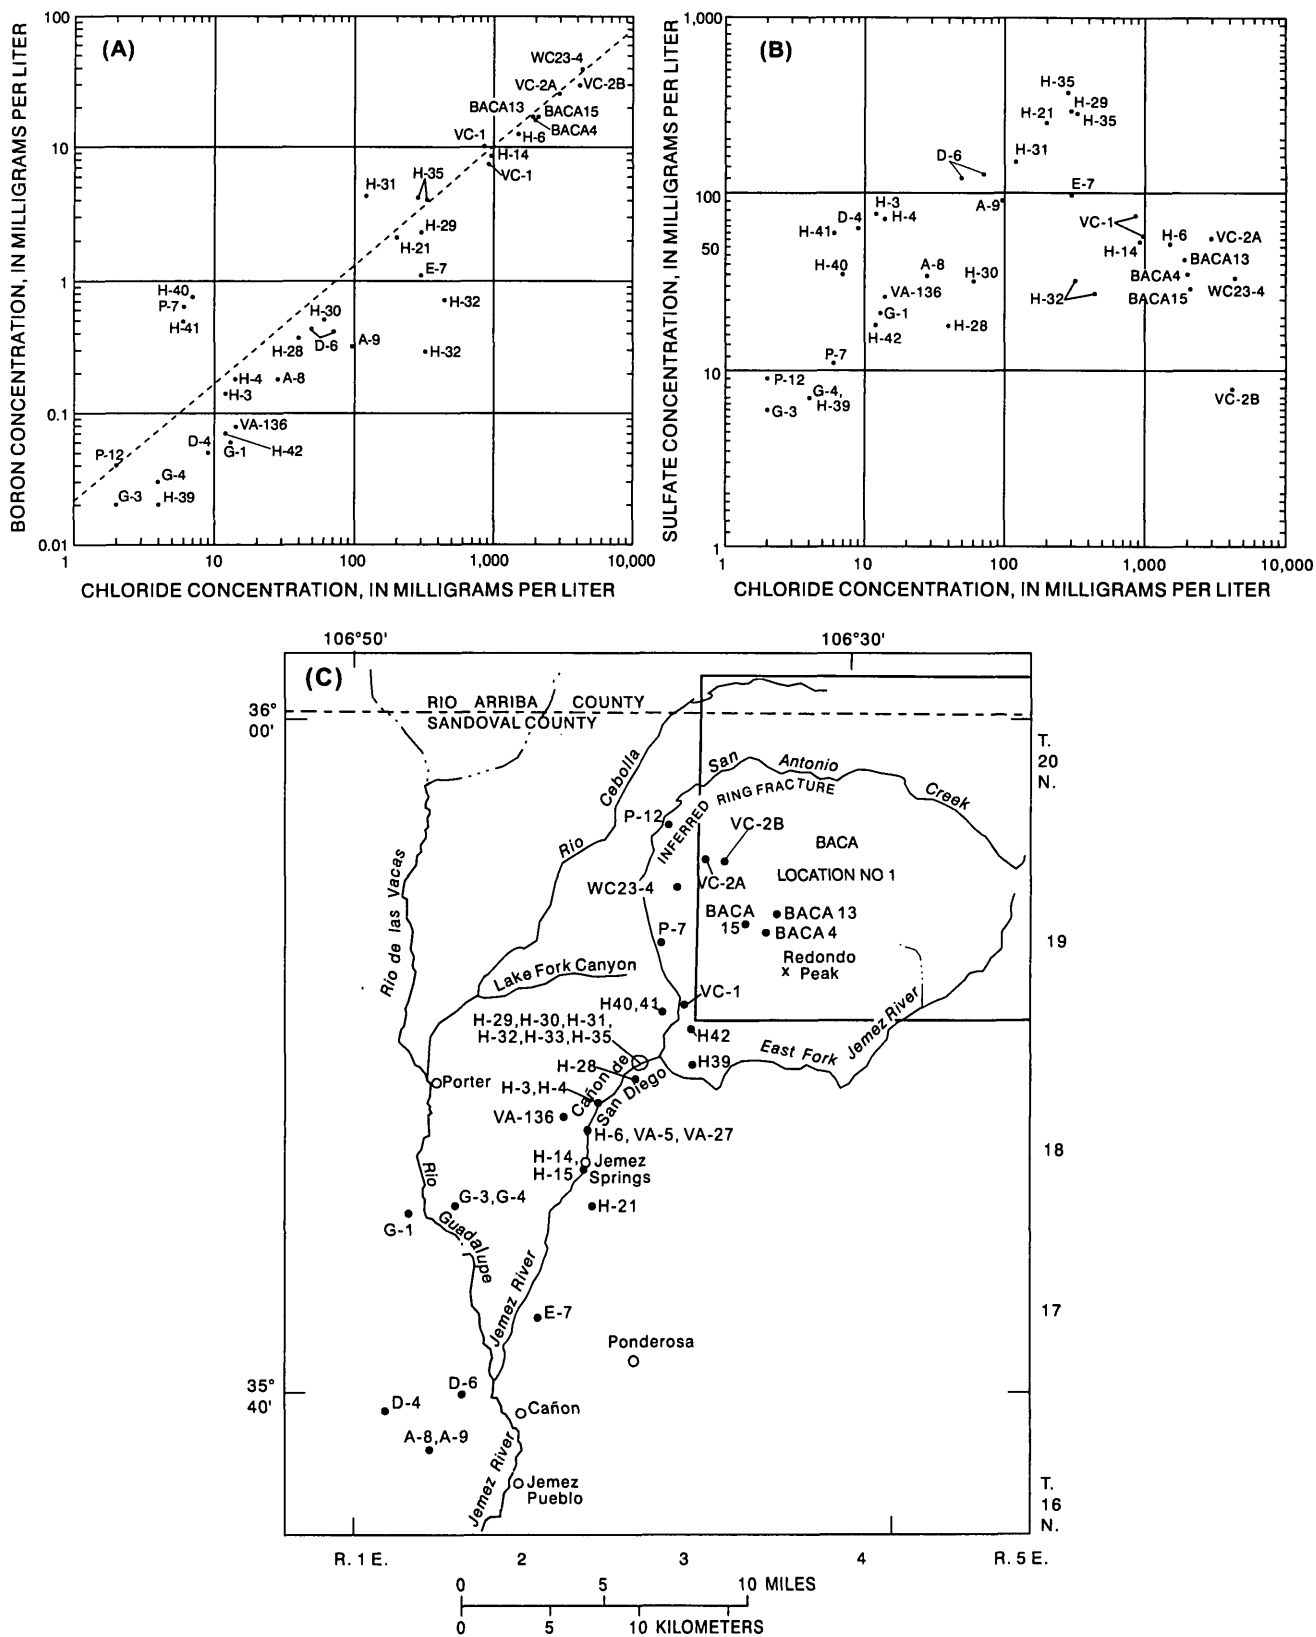 (A)
BORON CONCENTRATION, IN MILLIGRAMS PER LITER
100
10
1
0.1
0.01
WC23-4
VC-2A
VC-2B
BACA13
BACA15
BACA4
VC-1
H-6
H-14
VC-1
H-31
H-35
H-29
H-21
E-7
H-40
P-7
H-41
H-32
H-30
D-6
A-9
H-28
H-32
H-4
A-8
H-3
VA-136
D-4
G-1
H-42
P-12
G-4
G-3
H-39
1
10
100
1,000
10,000
CHLORIDE CONCENTRATION, IN MILLIGRAMS PER LITER
(B)
SULFATE CONCENTRATION, IN MILLIGRAMS PER LITER
1,000
100
50
10
1
H-35
H-29
H-21
H-35
H-31
D-6
E-7
A-9
H-3
D-4
H-4
H-41
VC-1
H-14
H-6
VC-2A
BACA13
H-40
A-8
H-30
BACA4
WC23-4
BACA15
H-32
VA-136
G-1
H-42
H-28
P-7
P-12
G-4,
H-39
G-3
VC-2B
1
10
100
1,000
10,000
CHLORIDE CONCENTRATION, IN MILLIGRAMS PER LITER
106°50'
106°30'
(C)
RIO ARRIBA COUNTY
SANDOVAL COUNTY
36°
00'
T.
20
N.
San Antonio Creek
Rio Cebolla
INFERRED RING FRACTURE
P-12
VC-2B
BACA
LOCATION NO 1
VC-2A
WC23-4
BACA
15
BACA 13
BACA 4
P-7
Redondo
x Peak
19
Rio de las Vacas
Lake Fork Canyon
VC-1
H40,41
H-29,H-30,H-31,
H-32,H-33,H-35
H42
East Fork Jemez River
H39
H-28
Cañon de
San Diego
Porter
H-3,H-4
VA-136
H-6, VA-5, VA-27
18
H-14,
H-15
Jemez
Springs
Rio
Guadalupe
G-3,G-4
G-1
H-21
Jemez River
E-7
17
Ponderosa
35°
40'
D-6
D-4
Cañon
A-8,A-9
Jemez River
Jemez
Pueblo
T.
16
N.
R. 1 E.
2
3
4
R. 5 E.
0
5
10 MILES
0
5
10 KILOMETERS